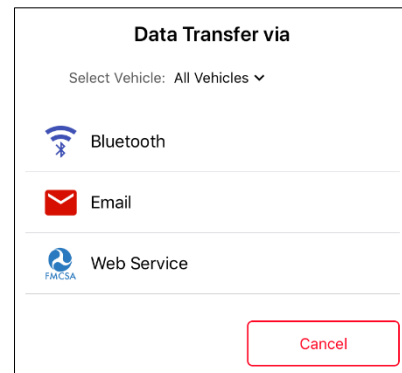 Data Transfer via
Select Vehicle: All Vehicles
Bluetooth
Email
FMCSA
Web Service
Cancel